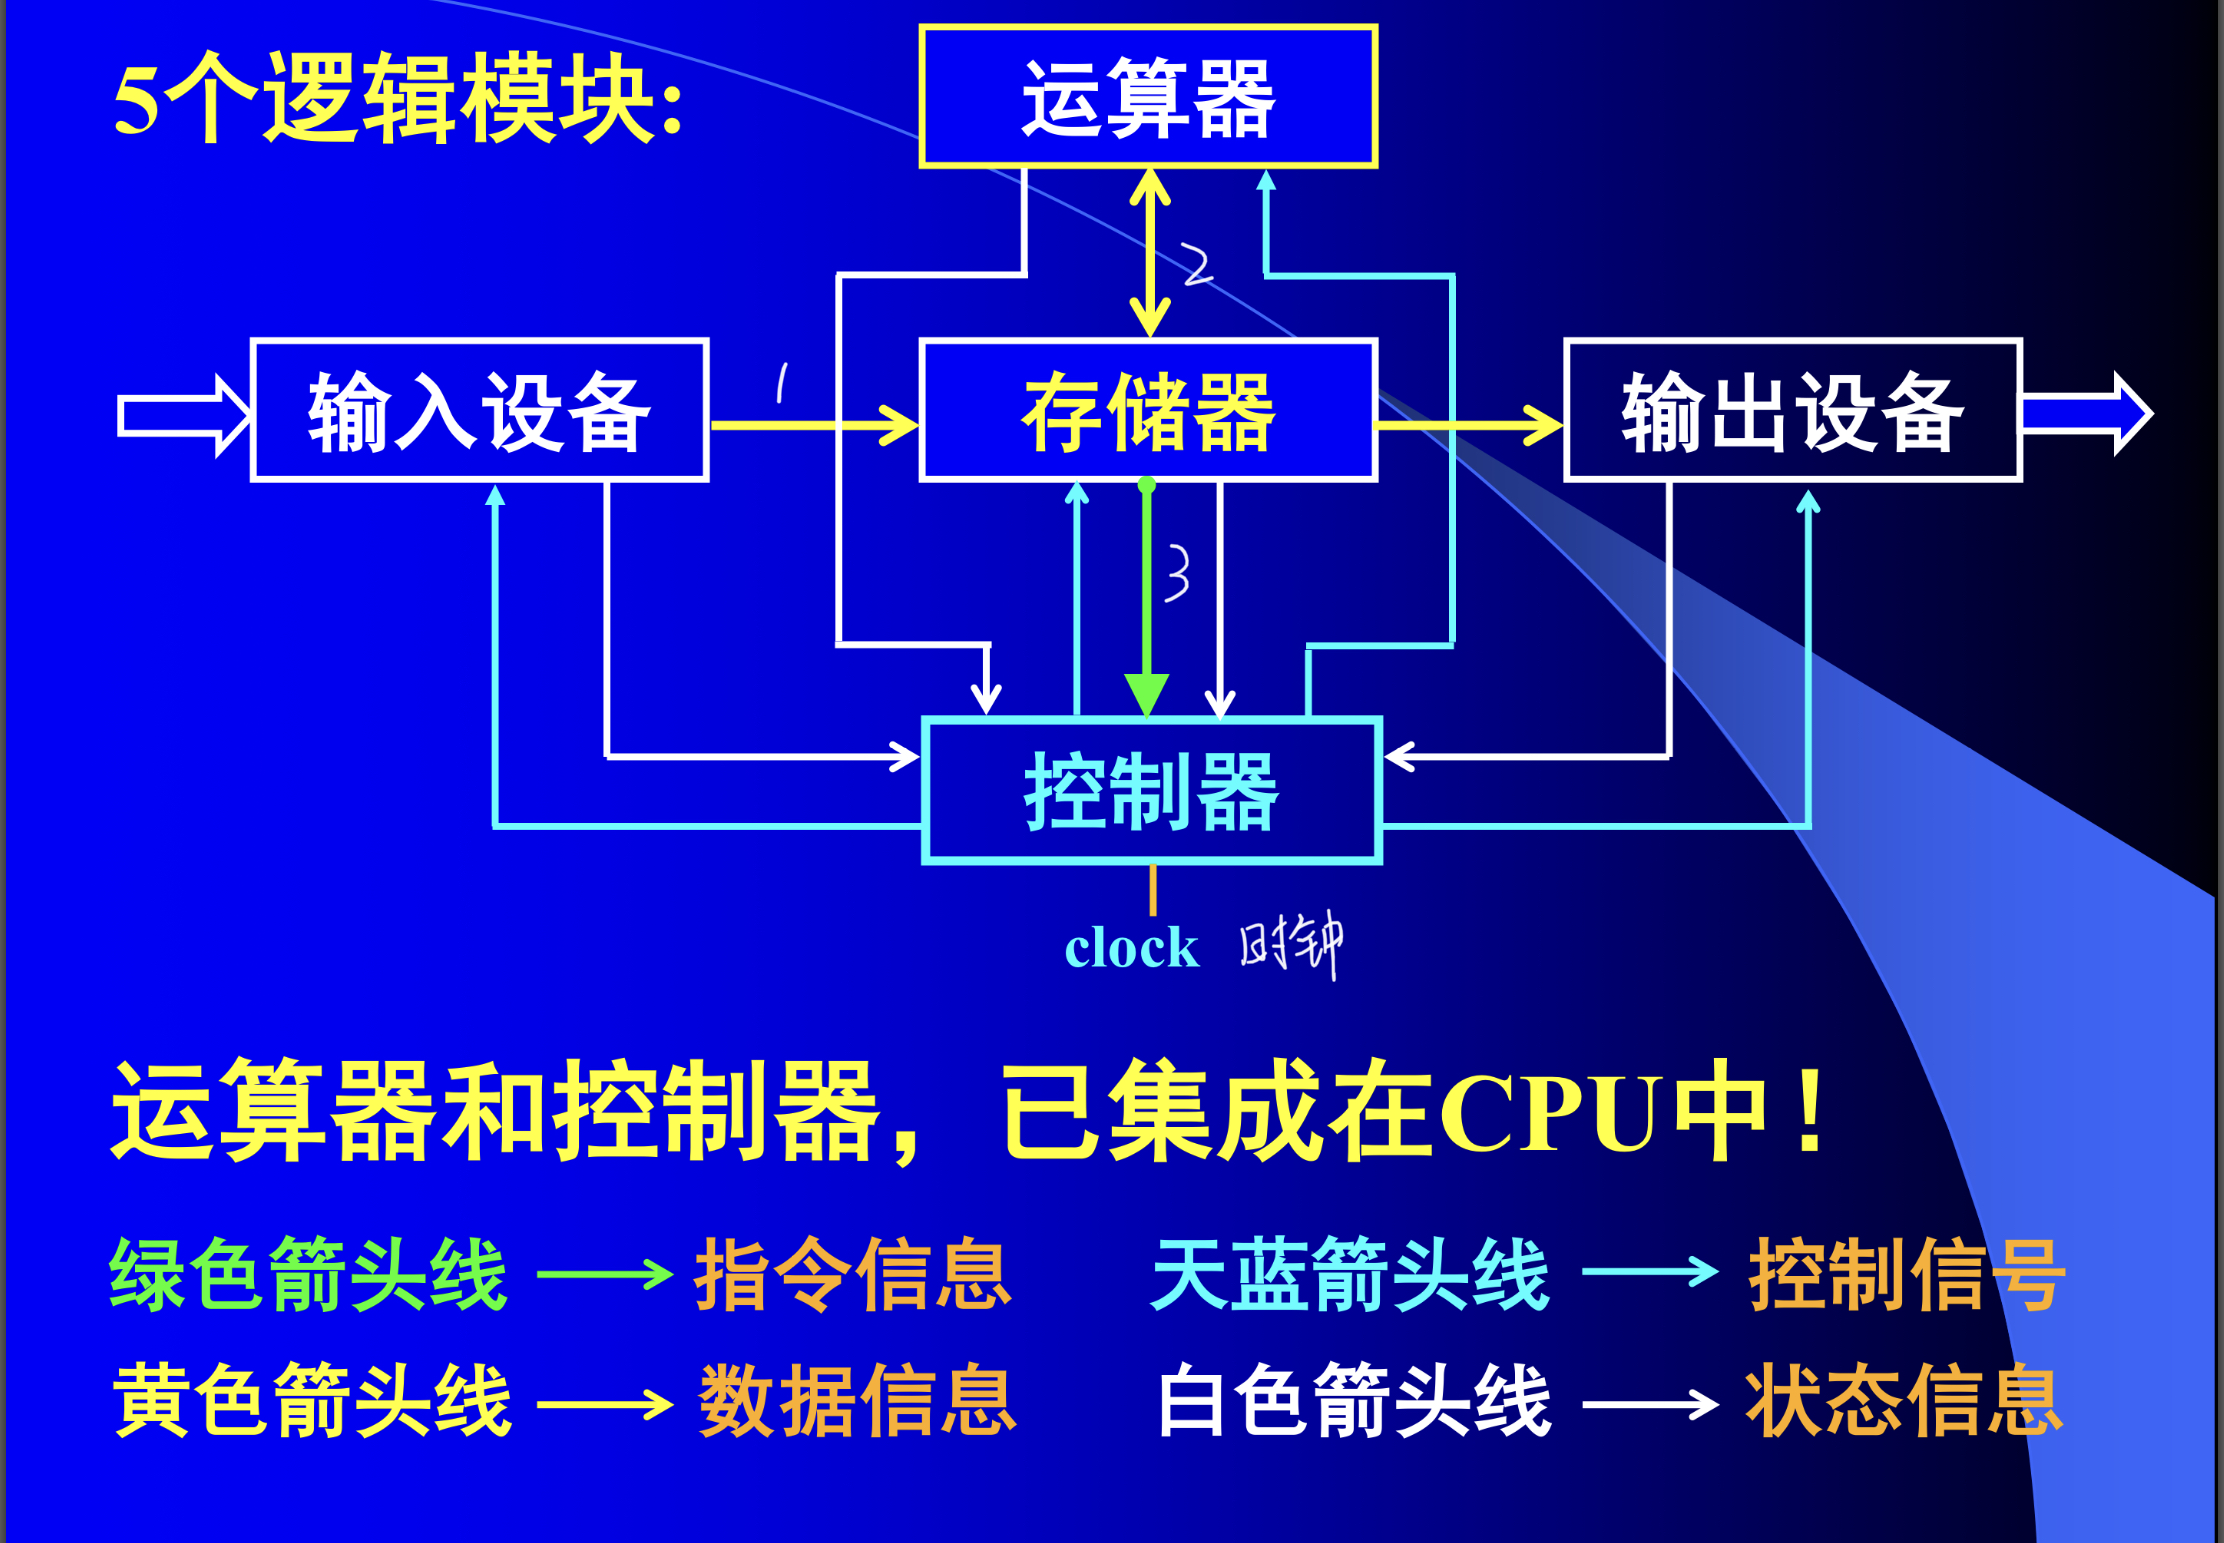 5个逻辑模块:
运算器
2
输入设备
1
存储器
输出设备
3
控制器
clock 时钟
运算器和控制器，已集成在CPU中！
绿色箭头线 指令信息 天蓝箭头线 控制信号
黄色箭头线 数据信息 白色箭头线 状态信息